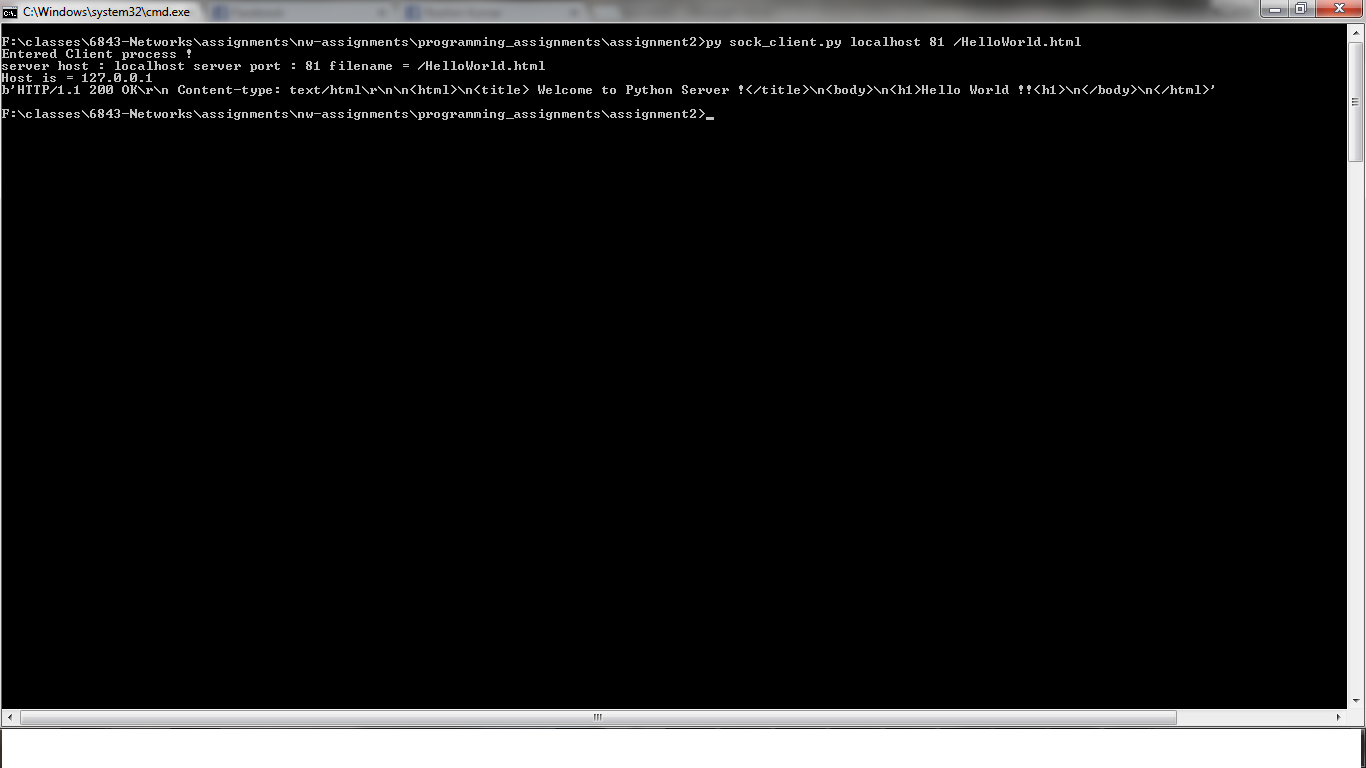 C:\Windows\system32\cmd.exe
F:\classes\6843-Networks\assignments\nw-assignments\programming_assignments\assignment2>py sock_client.py localhost 81 /HelloWorld.html
Entered Client process !
server host : localhost server port : 81 filename = /HelloWorld.html
Host is = 127.0.0.1
b'HTTP/1.1 200 OK\r\n Content-type: text/html\r\n\n<html>\n<title> Welcome to Python Server !</title>\n<body>\n<h1>Hello World !!<h1>\n</body>\n</html>'
F:\classes\6843-Networks\assignments\nw-assignments\programming_assignments\assignment2>_